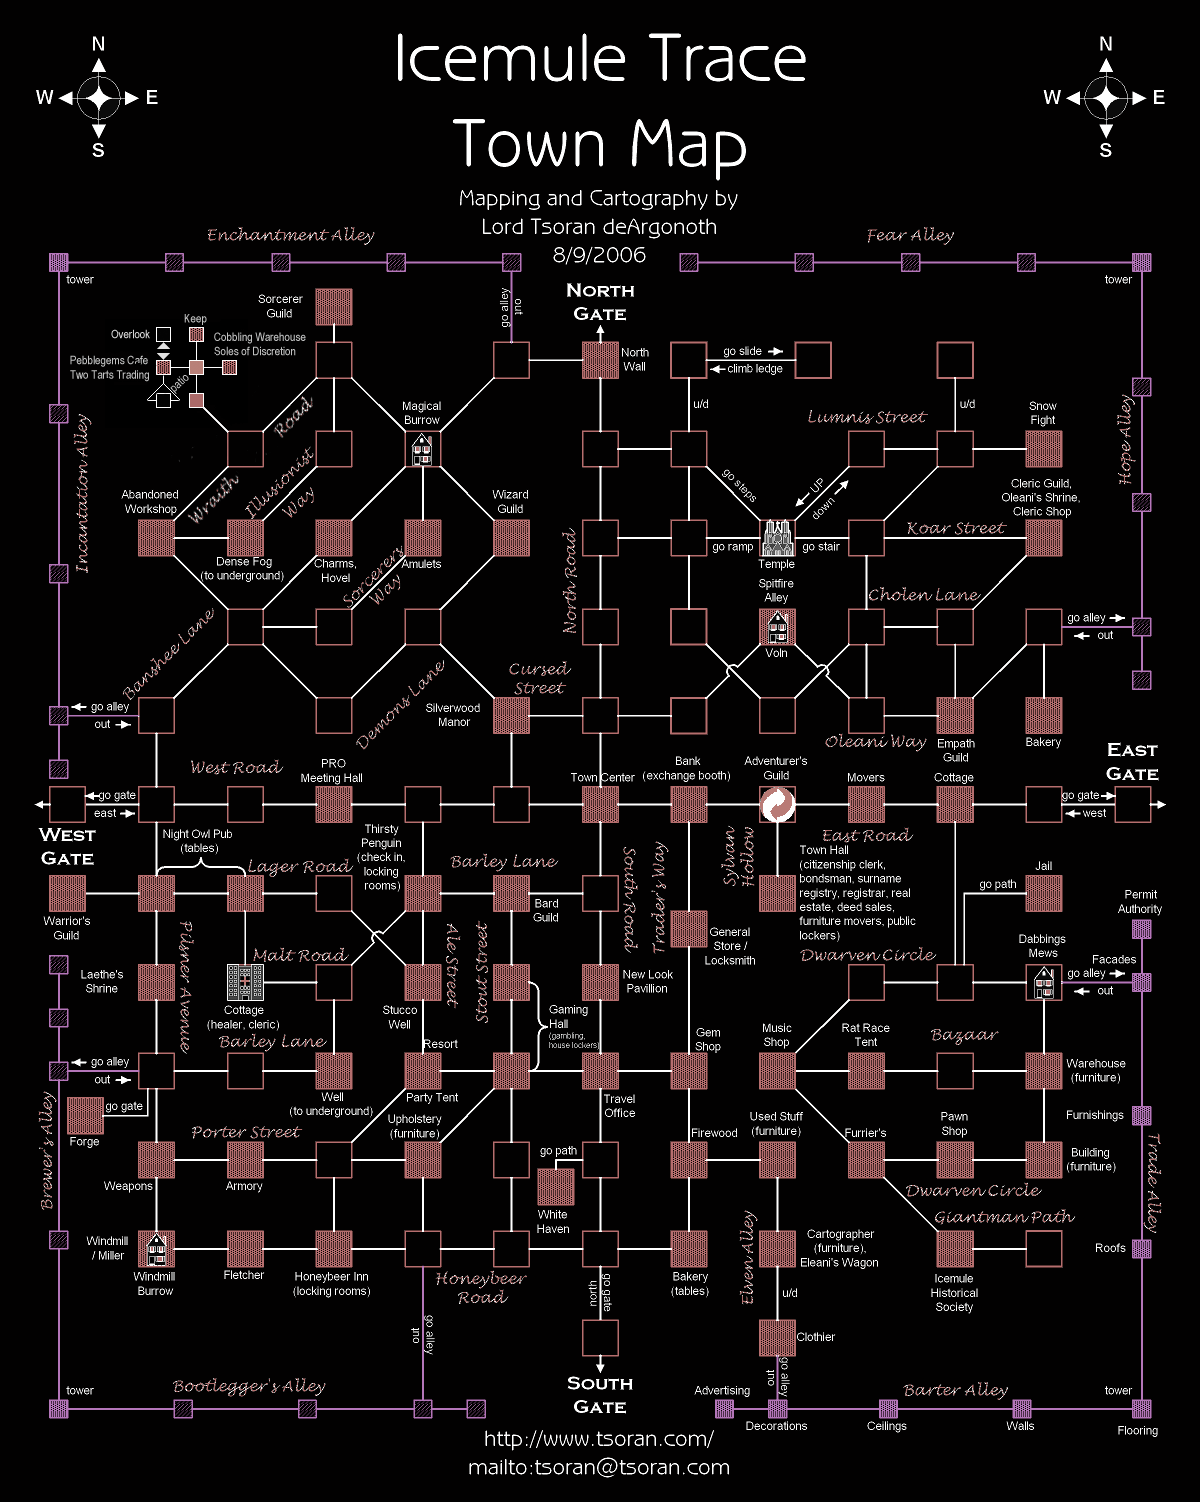 Icemule Trace
Town Map
Mapping and Cartography by
Lord Tsoran deArgonoth
8/9/2006
N
W
E
S
N
W
E
S
Enchantment Alley
Fear Alley
tower
tower
Sorcerer
Guild
go alley
out
North
Gate
Overlook
Keep
Cobbling Warehouse
Soles of Discretion
Pebblegems Cafe
Two Tarts Trading
patio
North
Wall
go slide
climb ledge
u/d
u/d
Road
Magical
Burrow
Lumnis Street
Snow
Fight
Hope Alley
Incantation Alley
Illusionist
Way
Wraith
go steps
UP
down
Cleric Guild,
Oleani's Shrine,
Cleric Shop
Abandoned
Workshop
Wizard
Guild
Koar Street
go ramp
go stair
Dense Fog
(to underground)
Charms,
Hovel
Amulets
Sorcerers
Way
North Road
Temple
Spitfire
Alley
Cholen Lane
Voln
go alley
out
Banshee Lane
Demons Lane
Cursed
Street
go alley
out
Silverwood
Manor
Oleani Way
Empath
Guild
Bakery
West Road
PRO
Meeting Hall
Town Center
Bank
(exchange booth)
Adventurer's
Guild
Movers
Cottage
East
Gate
go gate
east
go gate
west
West
Gate
Night Owl Pub
(tables)
Thirsty
Penguin
(check in,
locking
rooms)
Lager Road
Barley Lane
South Road
Trader's Way
Sylvan
Hollow
East Road
Town Hall
(citizenship clerk,
bondsman, surname
registry, registrar, real
estate, deed sales,
furniture movers, public
lockers)
go path
Jail
Permit
Authority
Warrior's
Guild
Bard
Guild
Pilsner Avenue
Ale Street
Stout Street
General
Store /
Locksmith
Dwarven Circle
Dabbings
Mews
Facades
go alley
out
Laethe's
Shrine
Malt Road
Cottage
(healer, cleric)
Stucco
Well
New Look
Pavilion
Gaming
Hall
(gambling,
house lockers)
Barley Lane
Resort
Gem
Shop
Music
Shop
Rat Race
Tent
Bazaar
go alley
out
go gate
Forge
Well
(to underground)
Party Tent
Travel
Office
Warehouse
(furniture)
Brewer's Alley
Porter Street
Upholstery
(furniture)
Firewood
Used Stuff
(furniture)
Furrier's
Pawn
Shop
Furnishings
Trade Alley
Weapons
Armory
go path
White
Haven
Building
(furniture)
Dwarven Circle
Giantman Path
Windmill
/ Miller
Windmill
Burrow
Fletcher
Honeybeer Inn
(locking rooms)
Honeybeer
Road
go gate
north
Bakery
(tables)
Elven Alley
Cartographer
(furniture),
Eleani's Wagon
u/d
Icemule
Historical
Society
Roofs
go alley
out
Clothier
go alley
out
South
Gate
tower
Bootlegger's Alley
Advertising
Barter Alley
tower
Decorations
Ceilings
Walls
Flooring
http://www.tsoran.com/
mailto:tsoran@tsoran.com